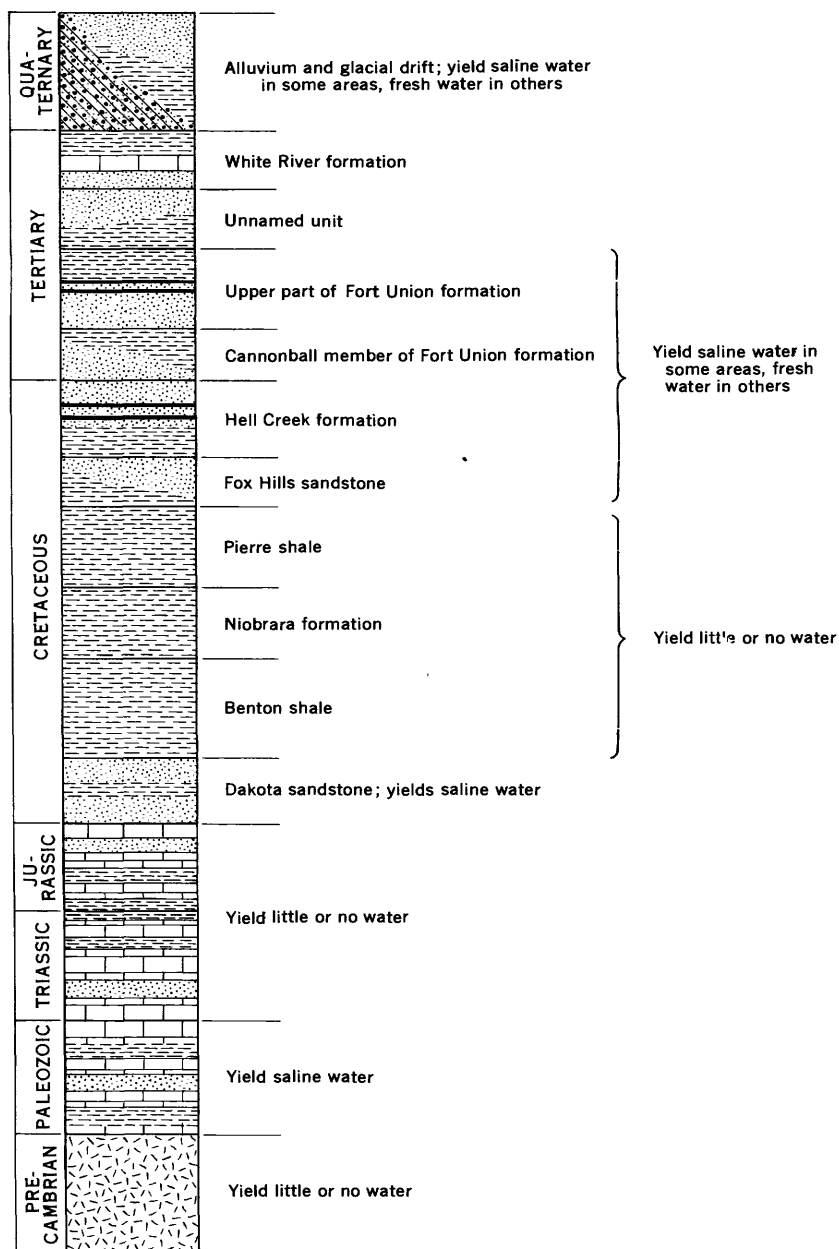 QUA-
TERNARY
Alluvium and glacial drift; yield saline water
in some areas, fresh water in others
TERTIARY
White River formation
Unnamed unit
Upper part of Fort Union formation
Cannonball member of Fort Union formation
Yield saline water in
some areas, fresh
water in others
CRETACEOUS
Hell Creek formation
Fox Hills sandstone
Pierre shale
Niobrara formation
Benton shale
Yield little or no water
Dakota sandstone; yields saline water
JU-
RASSIC
TRIASSIC
Yield little or no water
PALEOZOIC
Yield saline water
PRE-
CAMBRIAN
Yield little or no water